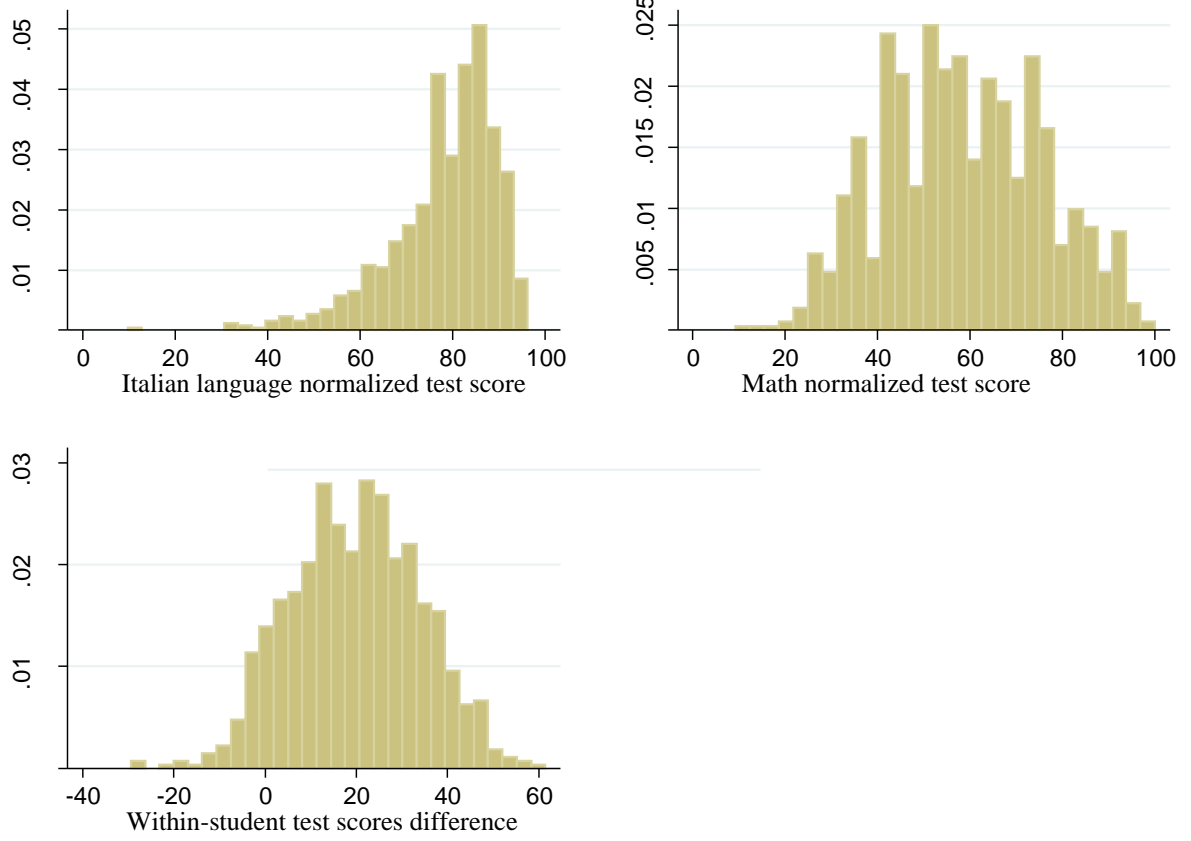 .05
.04
.03
.02
.01
0 20 40 60 80 100
Italian language normalized test score
.025
.02
.015
.01
.005
0 20 40 60 80 100
Math normalized test score
.03
.02
.01
-40 -20 0 20 40 60
Within-student test scores difference